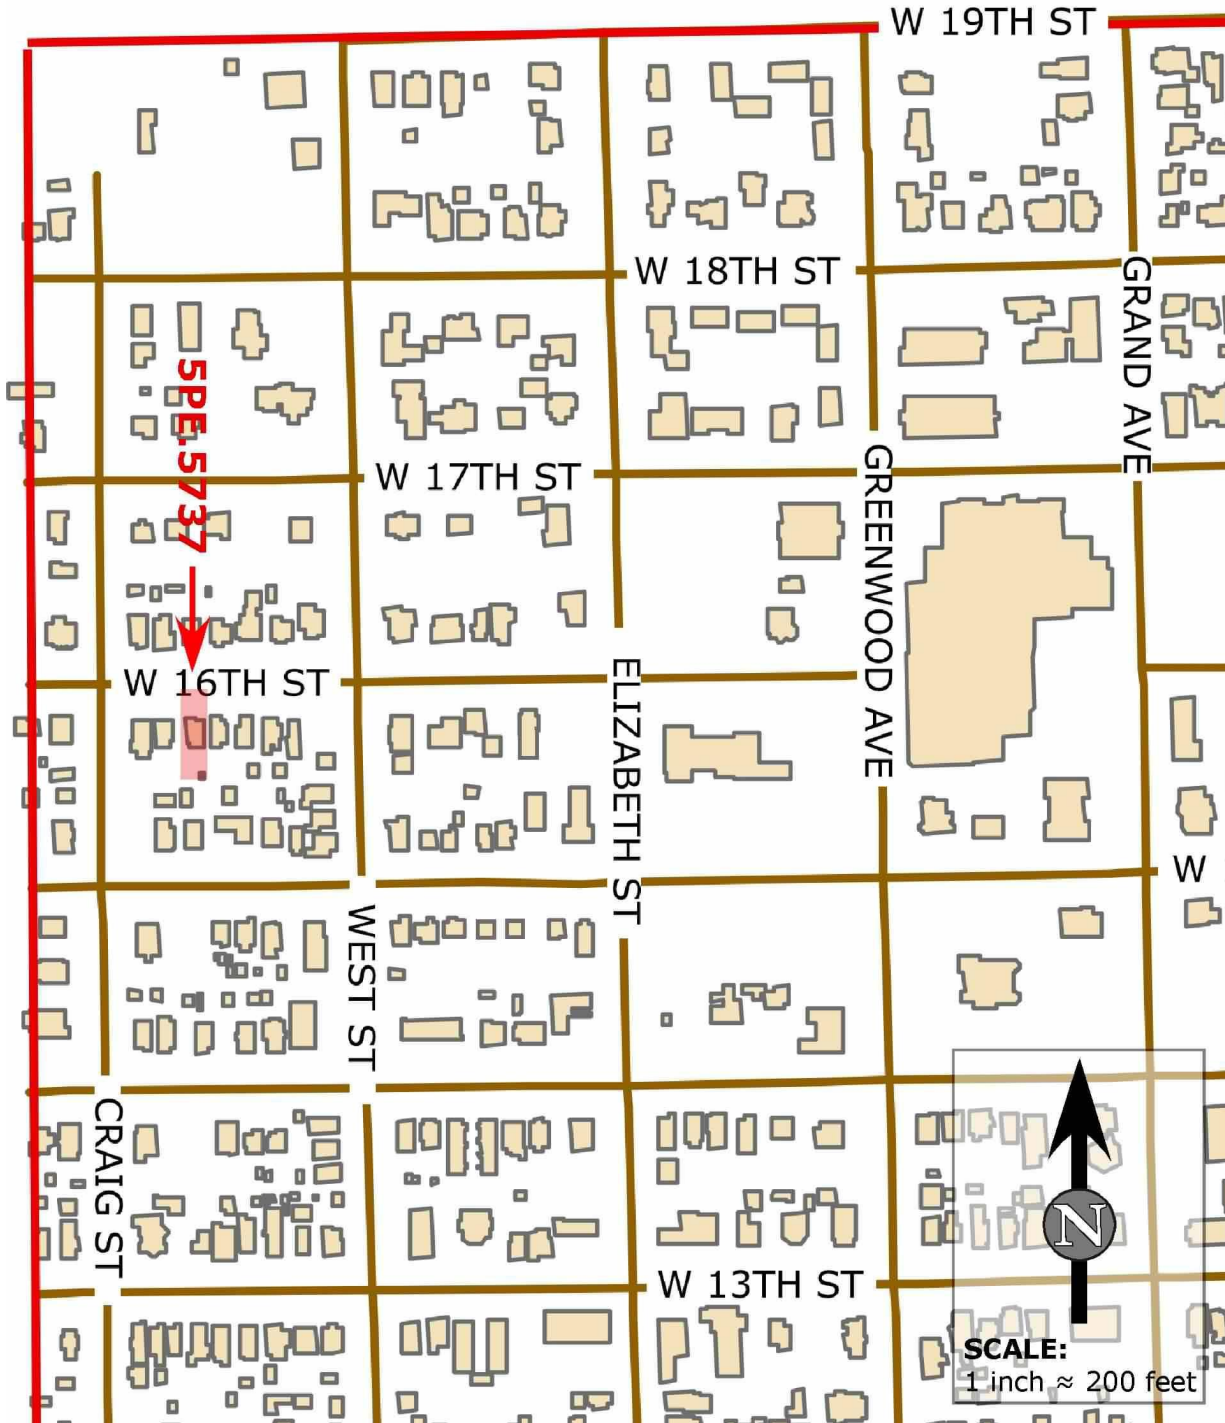 W 19TH ST
W 18TH ST
GRAND AVE
5PE.5737
W 17TH ST
GREENWOOD AVE
W 16TH ST
ELIZABETH ST
W
WEST ST
CRAIG ST
N
W 13TH ST
SCALE:
1 inch ≈ 200 feet